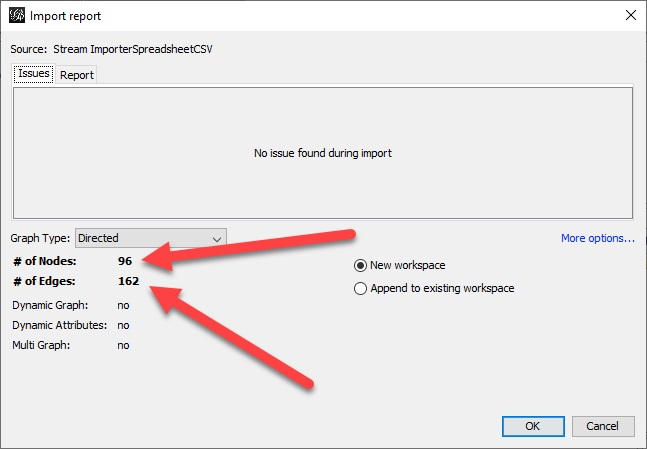 Import report
Source: Stream ImporterSpreadsheetCSV
Issues Report
No issue found during import
Graph Type: Directed More options...
# of Nodes: 96
New workspace
# of Edges: 162
Append to existing workspace
Dynamic Graph: no
Dynamic Attributes: no
Multi Graph: no
OK Cancel